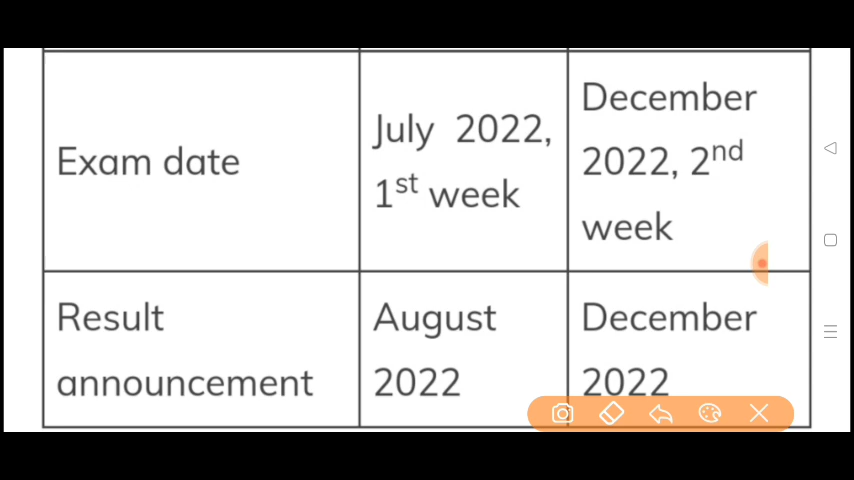 Exam date
July 2022,
1st week
December
2022, 2nd
week
Result
announcement
August
2022
December
2022